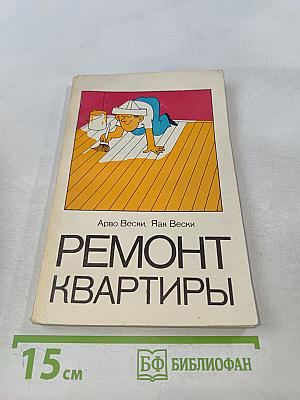 Арво Вески, Яак Вески
РЕМОНТ
КВАРТИРЫ
15 см
БФ БИБЛИОФАН